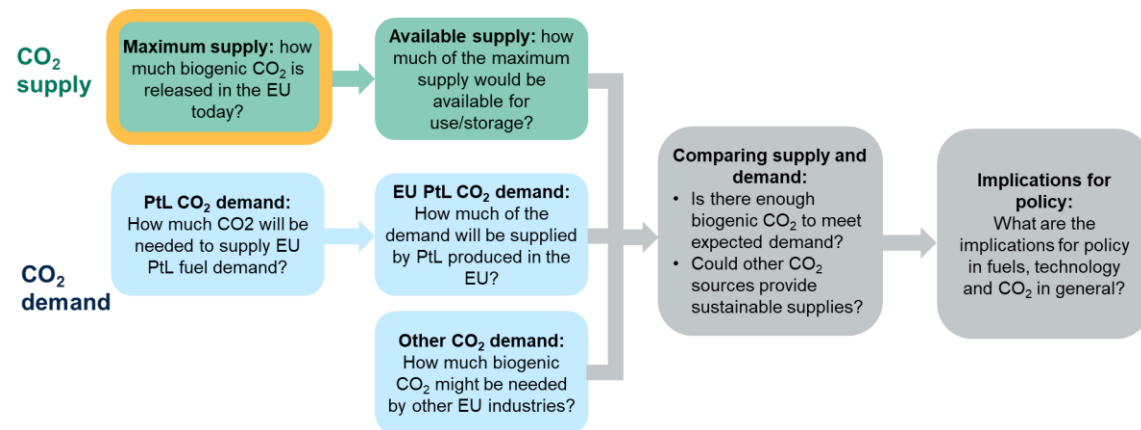 CO₂
supply
Maximum supply: how
much biogenic CO₂ is
released in the EU
today?
Available supply: how
much of the maximum
supply would be
available for
use/storage?
CO₂
demand
PtL CO₂ demand:
How much CO2 will be
needed to supply EU
PtL fuel demand?
EU PtL CO₂ demand:
How much of the
demand will be supplied
by PtL produced in the
EU?
Other CO₂ demand:
How much biogenic
CO₂ might be needed
by other EU industries?
Comparing supply and
demand:
• Is there enough
biogenic CO₂ to meet
expected demand?
• Could other CO₂
sources provide
sustainable supplies?
Implications for
policy:
What are the
implications for policy
in fuels, technology
and CO₂ in general?